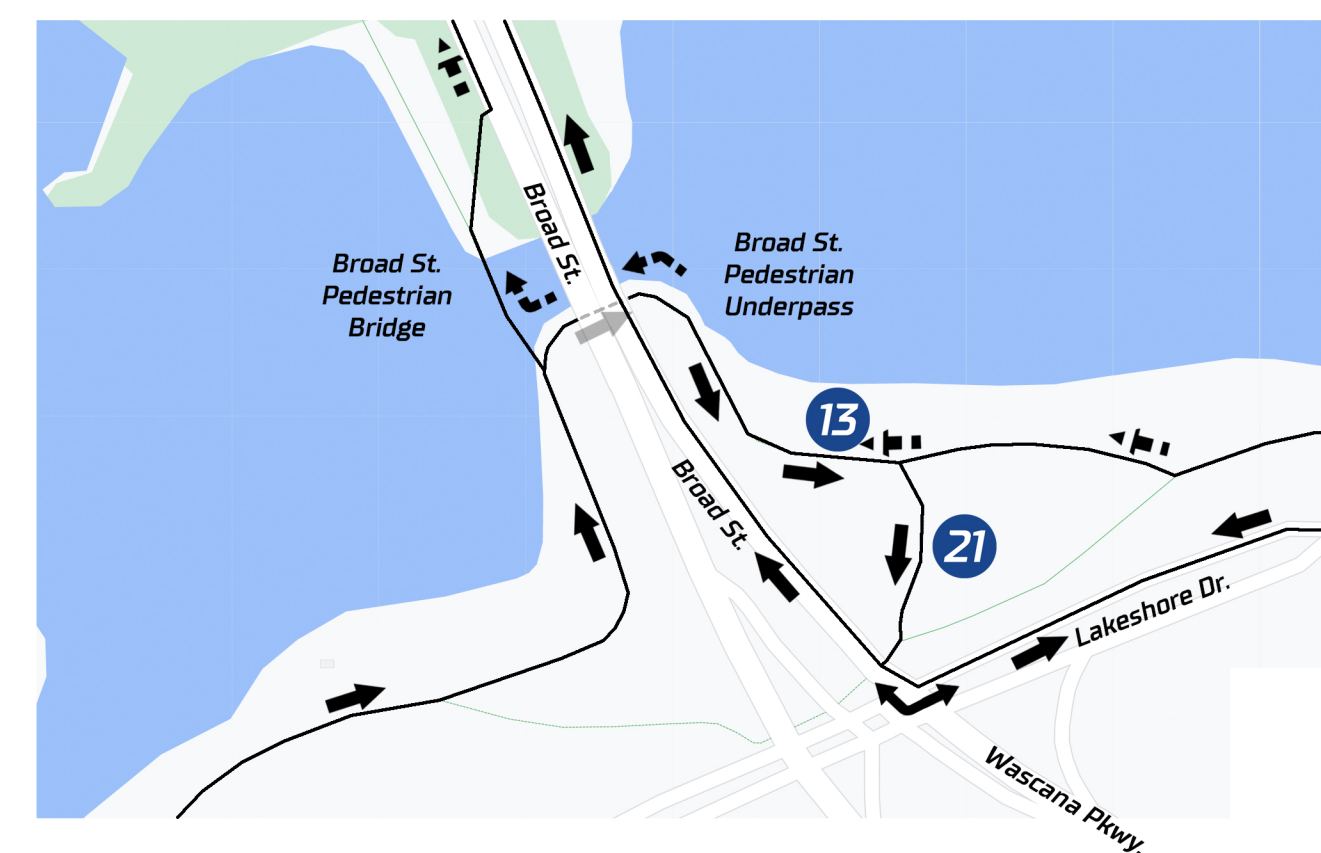 Broad St.
Broad St.
Pedestrian
Underpass
Broad St.
Pedestrian
Bridge
13
Broad St.
21
Lakeshore Dr.
Wascana Pkwy.